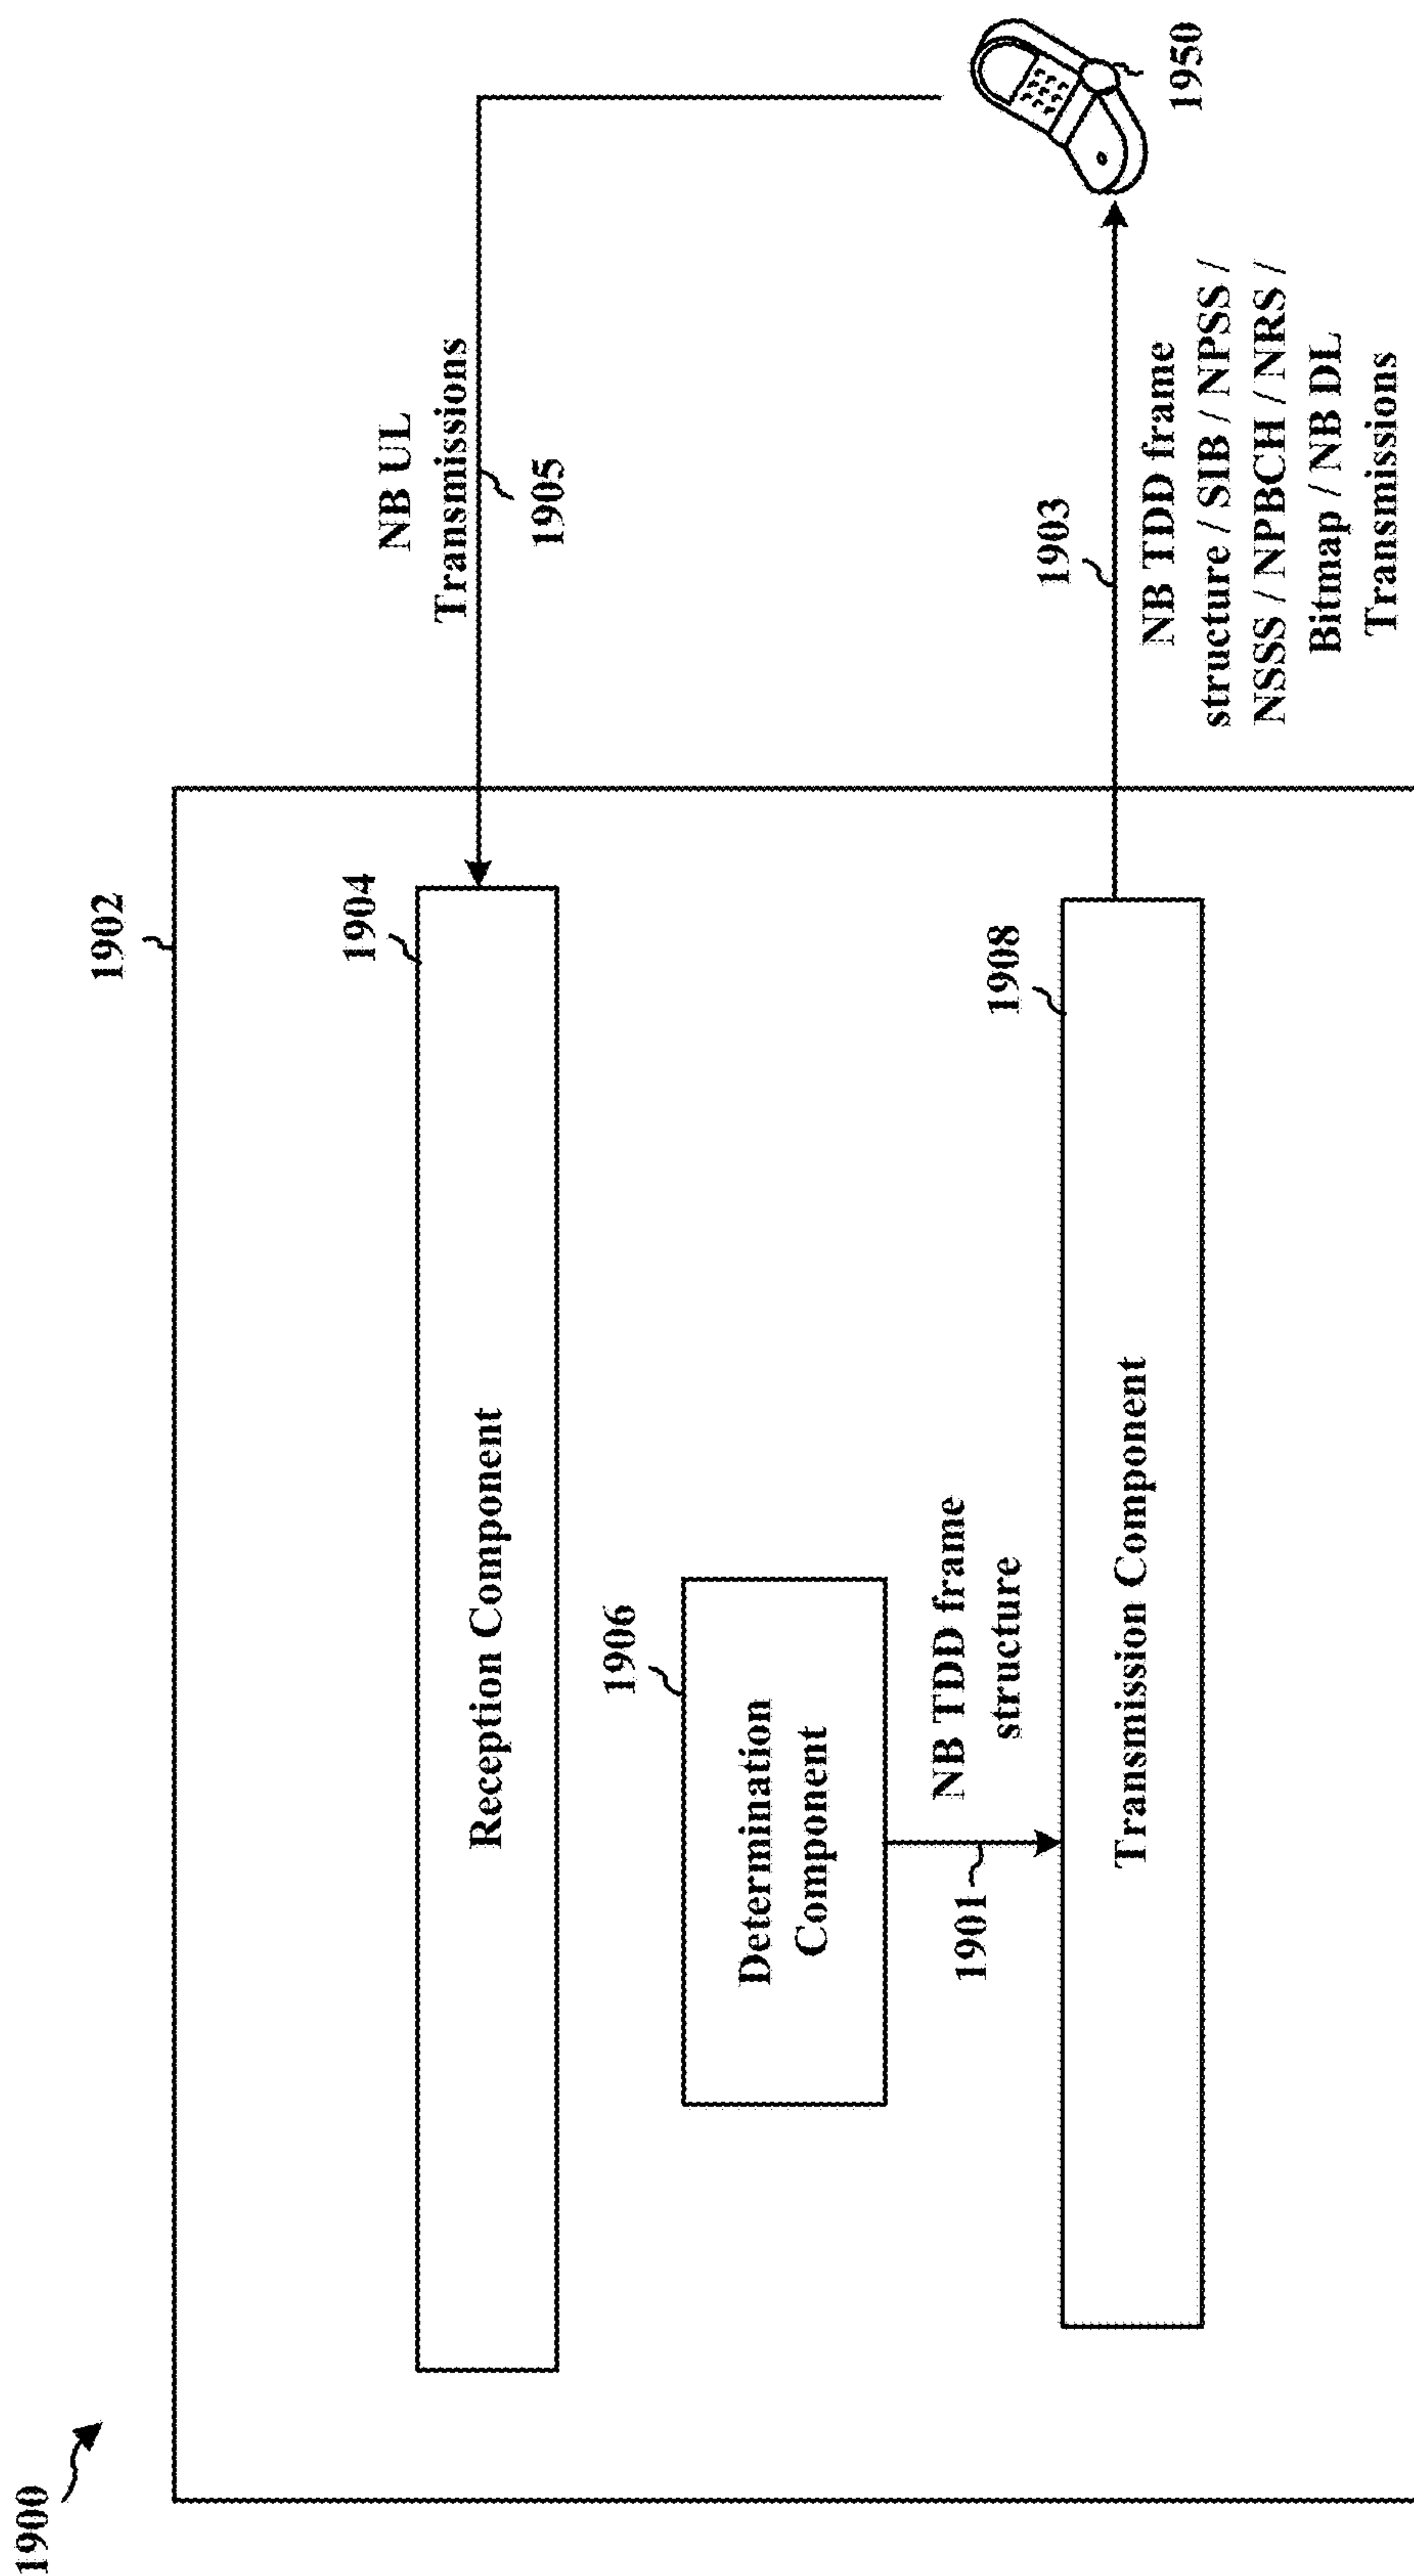 1900
1902
1904
Reception Component
NB UL
Transmissions
1905
1906
Determination
Component
1901
NB TDD frame
structure
1908
Transmission Component
1903
NB TDD frame
structure / SIB / NPSS /
NSSS / NPBCH / NRS /
Bitmap / NB DL
Transmissions
1950